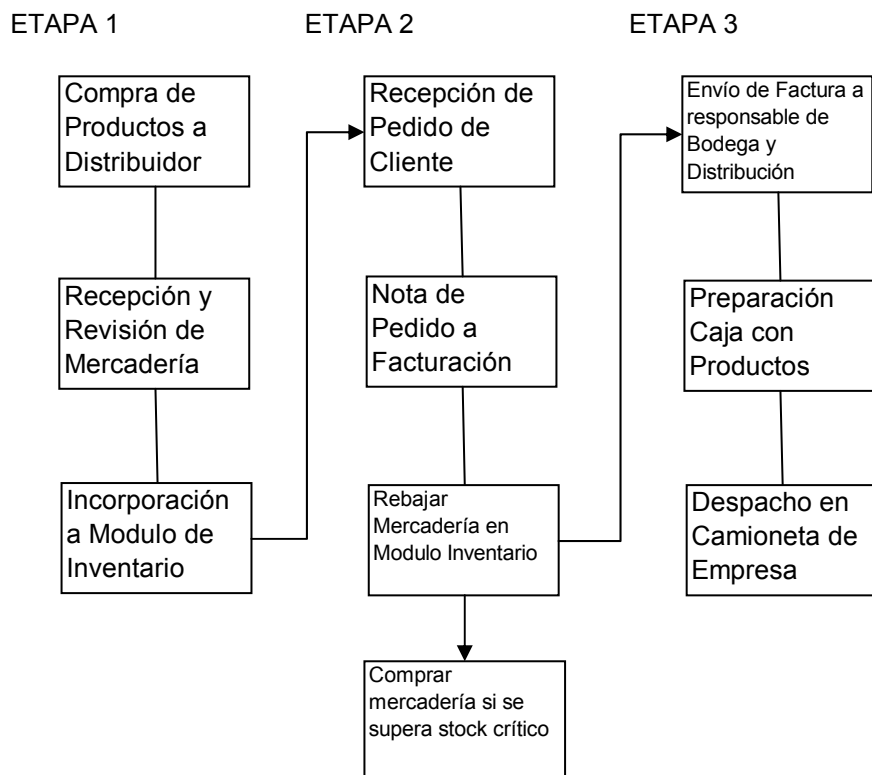 ETAPA 1
ETAPA 2
ETAPA 3
Compra de
Productos a
Distribuidor
Recepción y
Revisión de
Mercadería
Incorporación
a Modulo de
Inventario
Recepción de
Pedido de
Cliente
Nota de
Pedido a
Facturación
Rebajar
Mercadería en
Modulo Inventario
Comprar
mercadería si se
supera stock crítico
Envío de Factura a
responsable de
Bodega y
Distribución
Preparación
Caja con
Productos
Despacho en
Camioneta de
Empresa